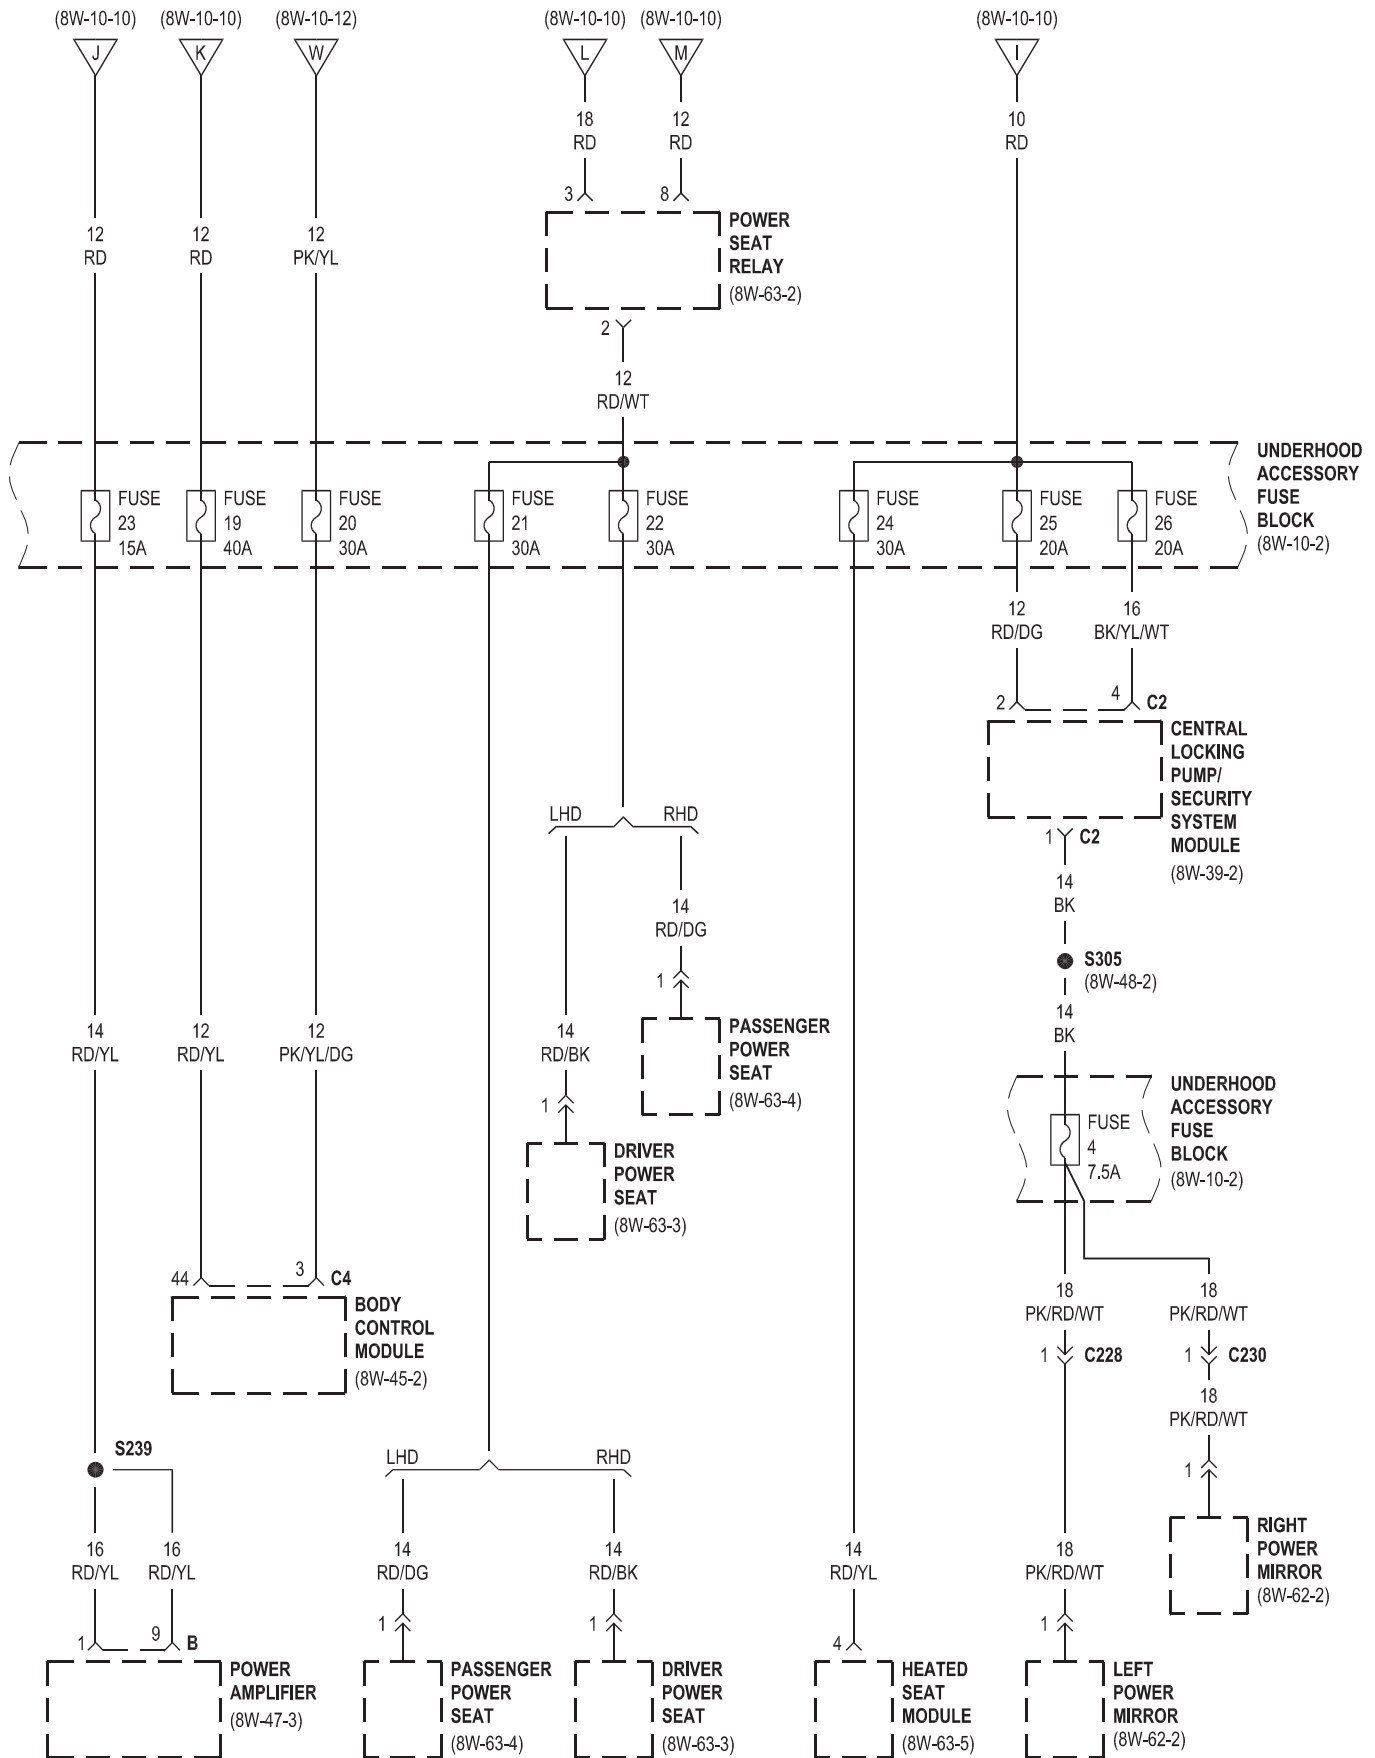 (8W-10-10) (8W-10-10) (8W-10-12) (8W-10-10) (8W-10-10) (8W-10-10)
J K W L M I
18 12 10
RD RD RD
3 8
POWER
SEAT
RELAY
(8W-63-2)
12 12 12
RD RD PK/YL
2
12
RD/WT
UNDERHOOD
ACCESSORY
FUSE
BLOCK
(8W-10-2)
FUSE FUSE FUSE FUSE FUSE FUSE FUSE FUSE
23 19 20 21 22 24 25 26
15A 40A 30A 30A 30A 30A 20A 20A
12 16
RD/DG BK/YL/WT
2 4 C2
CENTRAL
LOCKING
PUMP/
SECURITY
SYSTEM
MODULE
(8W-39-2)
LHD RHD
1 C2
14
BK
14
RD/DG
S305
(8W-48-2)
1
14
BK
PASSENGER
POWER
SEAT
(8W-63-4)
14 12 12 14
RD/YL RD/YL PK/YL/DG RD/BK
1
DRIVER
POWER
SEAT
(8W-63-3)
UNDERHOOD
ACCESSORY
FUSE
BLOCK
(8W-10-2)
FUSE
4
7.5A
44 3 C4
BODY
CONTROL
MODULE
(8W-45-2)
18 18
PK/RD/WT PK/RD/WT
1 C228 1 C230
18
PK/RD/WT
1
RIGHT
POWER
MIRROR
(8W-62-2)
S239
LHD RHD
16 16 14 14 14 18
RD/YL RD/YL RD/DG RD/BK RD/YL PK/RD/WT
1 9 B 1 1 4 1
POWER
AMPLIFIER
(8W-47-3)
PASSENGER
POWER
SEAT
(8W-63-4)
DRIVER
POWER
SEAT
(8W-63-3)
HEATED
SEAT
MODULE
(8W-63-5)
LEFT
POWER
MIRROR
(8W-62-2)